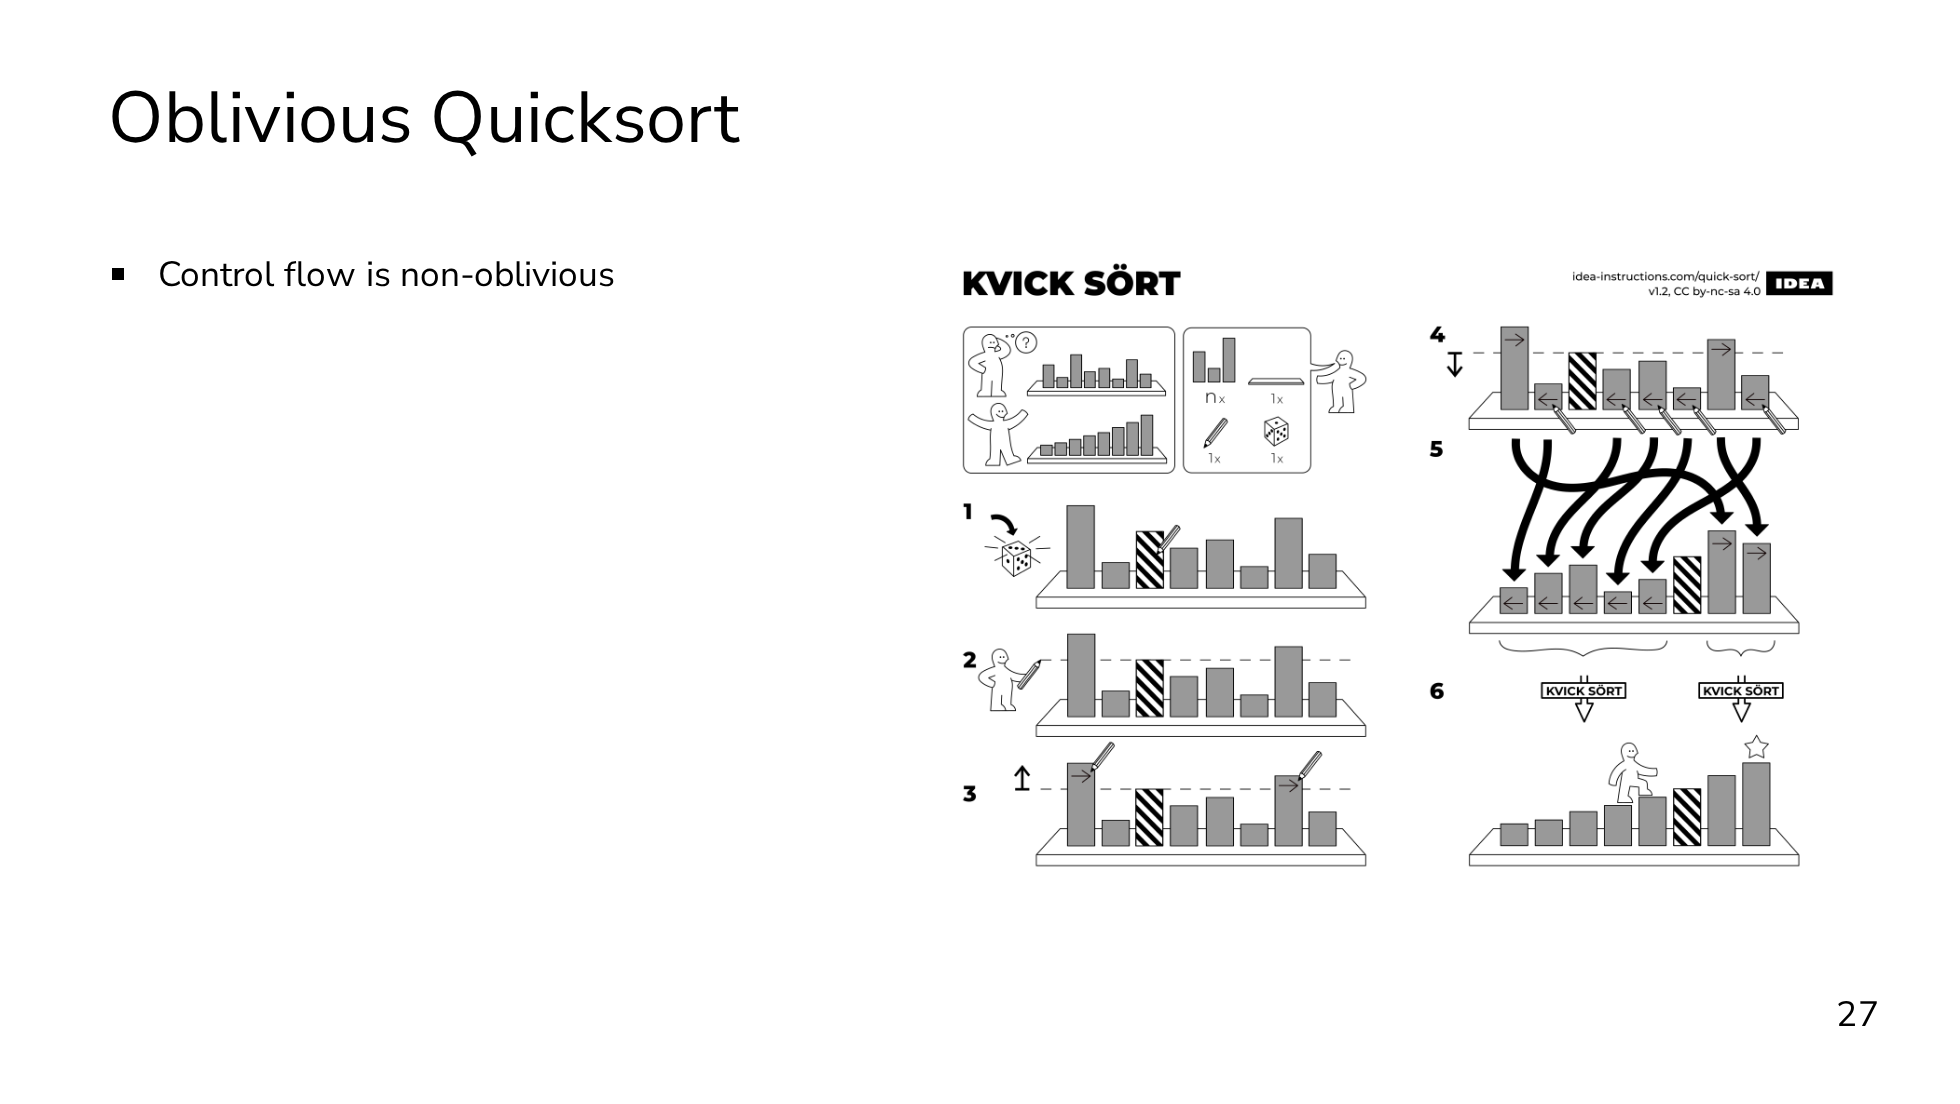 Oblivious Quicksort
▪ Control flow is non-oblivious
KVICK SÖRT
idea-instructions.com/quick-sort/
v1.2, CC by-nc-sa 4.0
IDEA
?
nx
1x
1x
1x
1
2
3
4
5
6
KVICK SÖRT
KVICK SÖRT
27